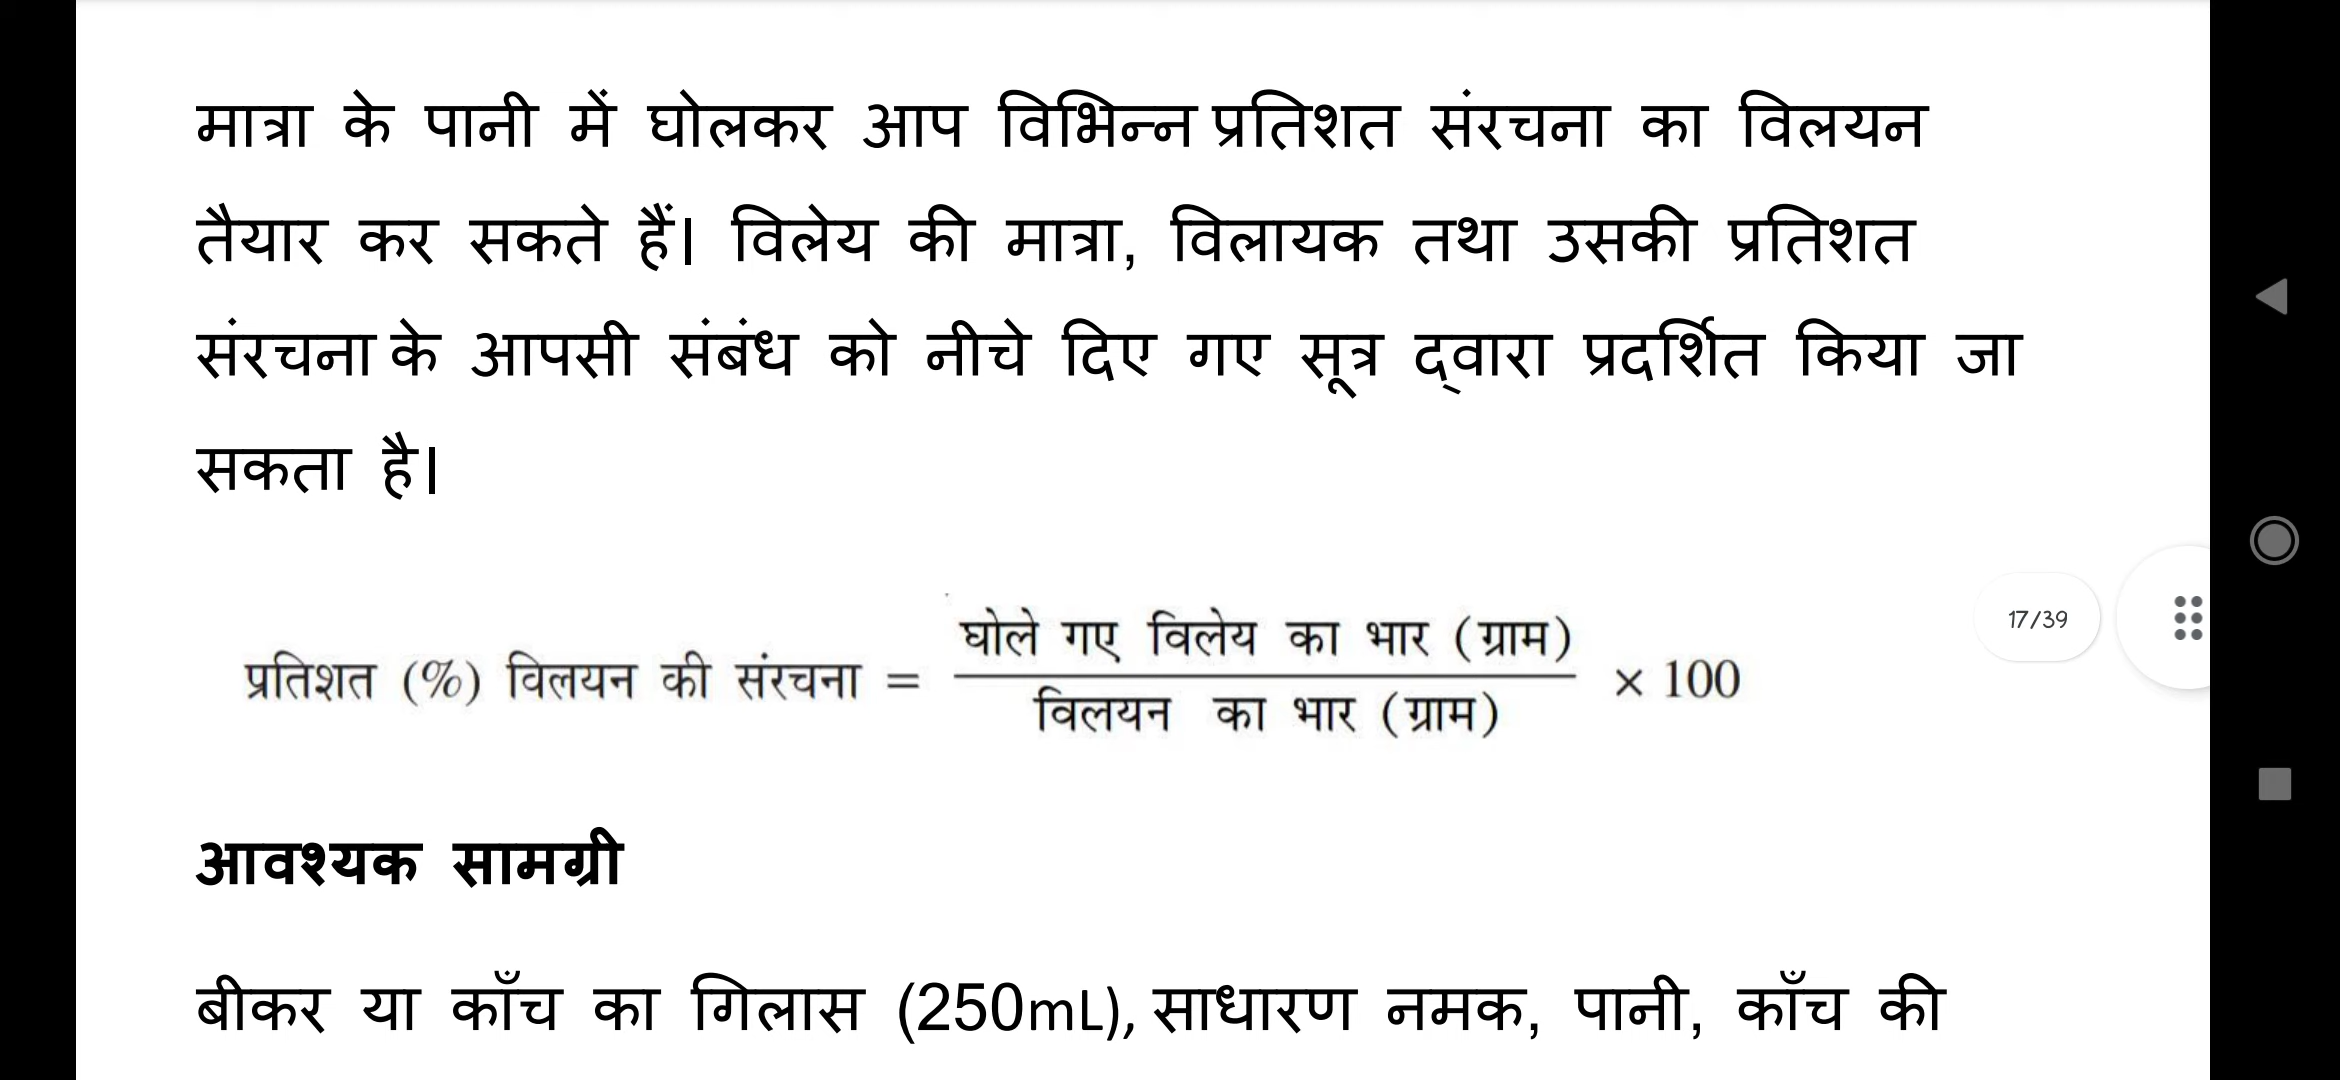 मात्रा के पानी में घोलकर आप विभिन्न प्रतिशत संरचना का विलयन
तैयार कर सकते हैं। विलेय की मात्रा, विलायक तथा उसकी प्रतिशत
संरचना के आपसी संबंध को नीचे दिए गए सूत्र द्वारा प्रदर्शित किया जा
सकता है।
घोले गए विलेय का भार (ग्राम)
प्रतिशत (%) विलयन की संरचना = × 100
विलयन का भार (ग्राम)
17/39
आवश्यक सामग्री
बीकर या काँच का गिलास (250mL), साधारण नमक, पानी, काँच की